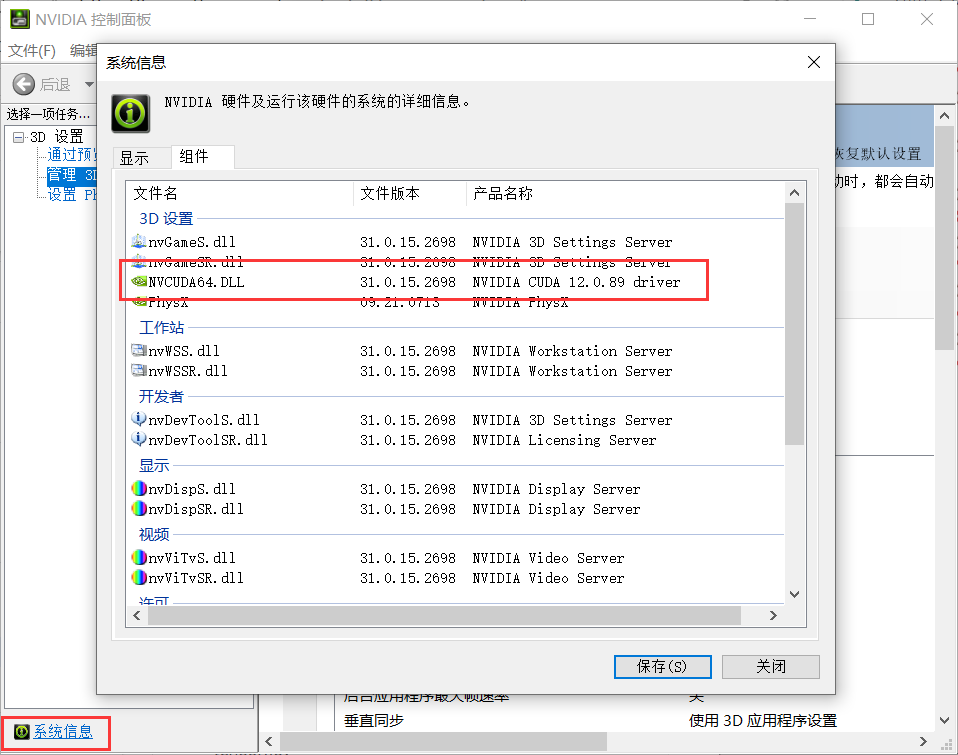 NVIDIA 控制面板
文件(F) 编辑
系统信息
后退
NVIDIA 硬件及运行该硬件的系统的详细信息。
选择一项任务...
3D 设置
通过预览
管理 3D
设置 Ph
恢复默认设置
动时，都会自动
显示 组件
文件名 文件版本 产品名称
3D 设置
nvGameS.dll 31.0.15.2698 NVIDIA 3D Settings Server
nvGameSR.dll 31.0.15.2698 NVIDIA 3D Settings Server
NVCUDA64.DLL 31.0.15.2698 NVIDIA CUDA 12.0.89 driver
PhysX 09.21.0713 NVIDIA PhysX
工作站
nvWSS.dll 31.0.15.2698 NVIDIA Workstation Server
nvWSSR.dll 31.0.15.2698 NVIDIA Workstation Server
开发者
nvDevToolS.dll 31.0.15.2698 NVIDIA 3D Settings Server
nvDevToolSR.dll 31.0.15.2698 NVIDIA Licensing Server
显示
nvDispS.dll 31.0.15.2698 NVIDIA Display Server
nvDispSR.dll 31.0.15.2698 NVIDIA Display Server
视频
nvViTvS.dll 31.0.15.2698 NVIDIA Video Server
nvViTvSR.dll 31.0.15.2698 NVIDIA Video Server
许可
保存(S) 关闭
后台应用程序最大帧速率 关
垂直同步 使用 3D 应用程序设置
系统信息